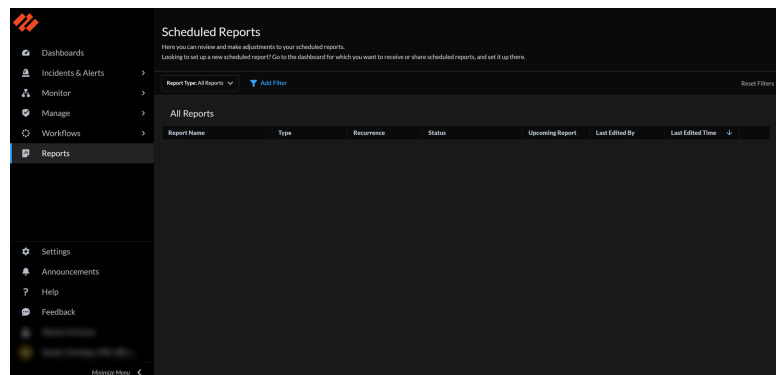 Scheduled Reports
Here you can review and make adjustments to your scheduled reports.
Looking to set up a new scheduled report? Go to the dashboard for which you want to receive or share scheduled reports, and set it up there.
Report Type: All Reports
Add Filter
Reset Filters
All Reports
Report Name Type Recurrence Status Upcoming Report Last Edited By Last Edited Time
Dashboards
Incidents & Alerts
Monitor
Manage
Workflows
Reports
Settings
Announcements
Help
Feedback
Minimize Menu